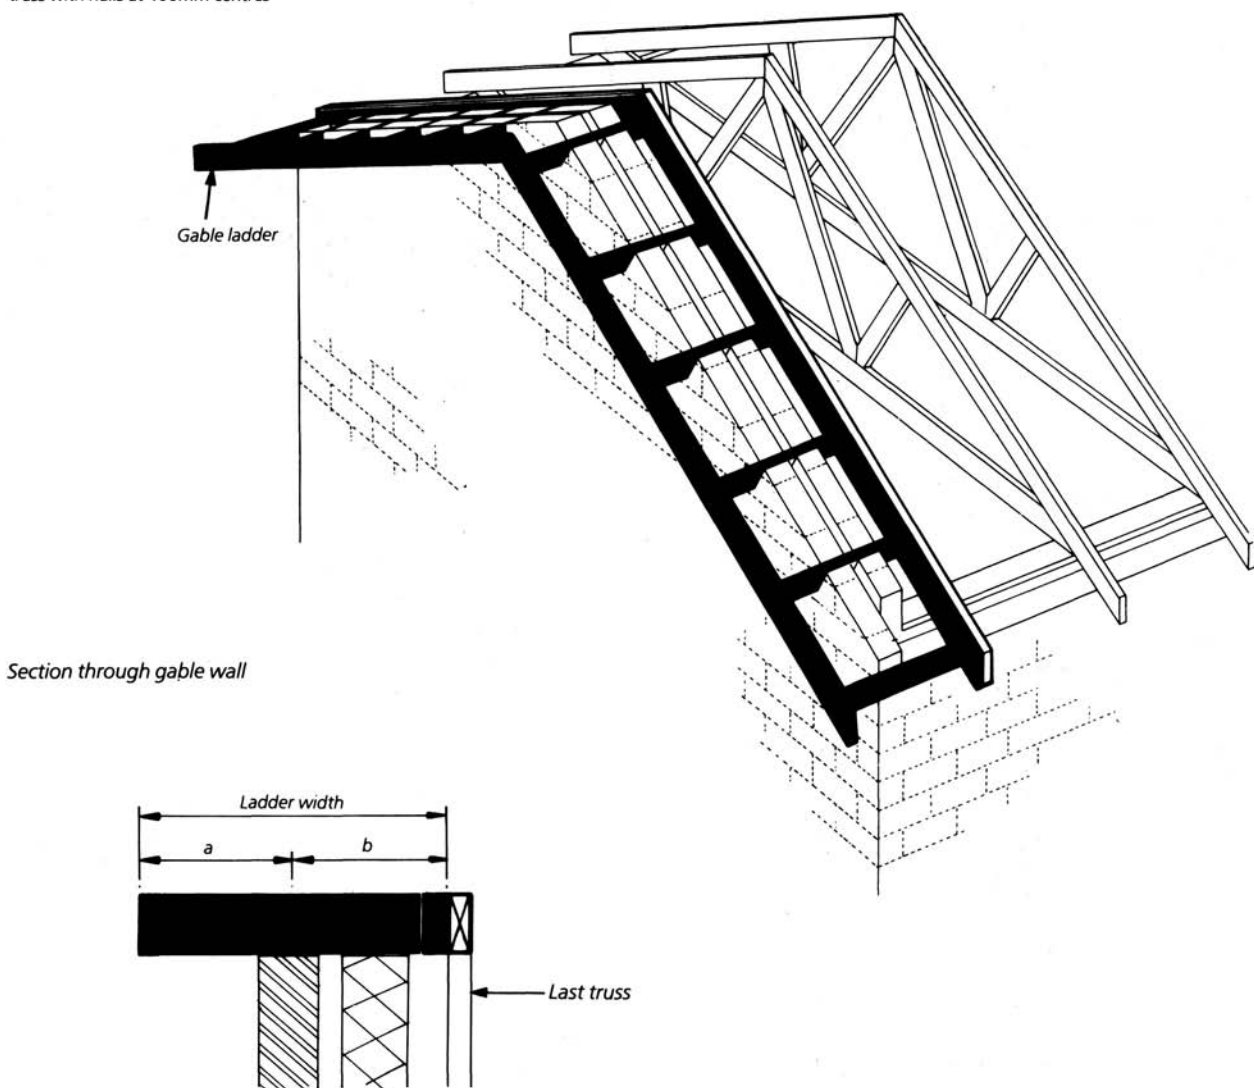 Gable ladder
Section through gable wall
Ladder width
a
b
Last truss